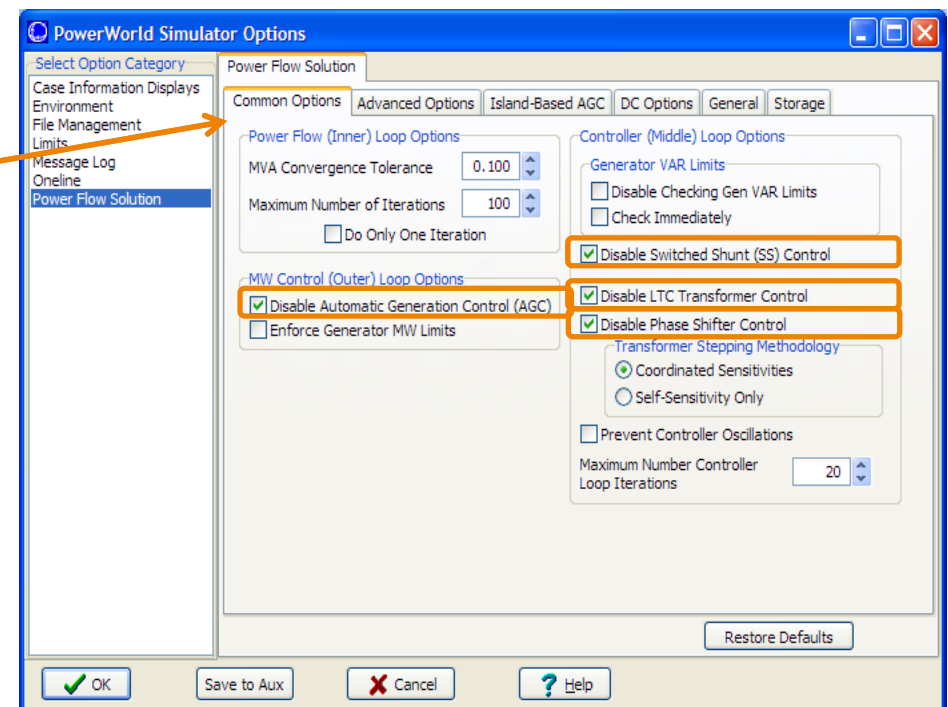 PowerWorld Simulator Options
Select Option Category
Case Information Displays
Environment
File Management
Limits
Message Log
Oneline
Power Flow Solution
Power Flow Solution
Common Options
Advanced Options
Island-Based AGC
DC Options
General
Storage
Power Flow (Inner) Loop Options
MVA Convergence Tolerance 0.100
Maximum Number of Iterations 100
Do Only One Iteration
MW Control (Outer) Loop Options
Disable Automatic Generation Control (AGC)
Enforce Generator MW Limits
Controller (Middle) Loop Options
Generator VAR Limits
Disable Checking Gen VAR Limits
Check Immediately
Disable Switched Shunt (SS) Control
Disable LTC Transformer Control
Disable Phase Shifter Control
Transformer Stepping Methodology
Coordinated Sensitivities
Self-Sensitivity Only
Prevent Controller Oscillations
Maximum Number Controller
Loop Iterations 20
Restore Defaults
OK
Save to Aux
Cancel
? Help